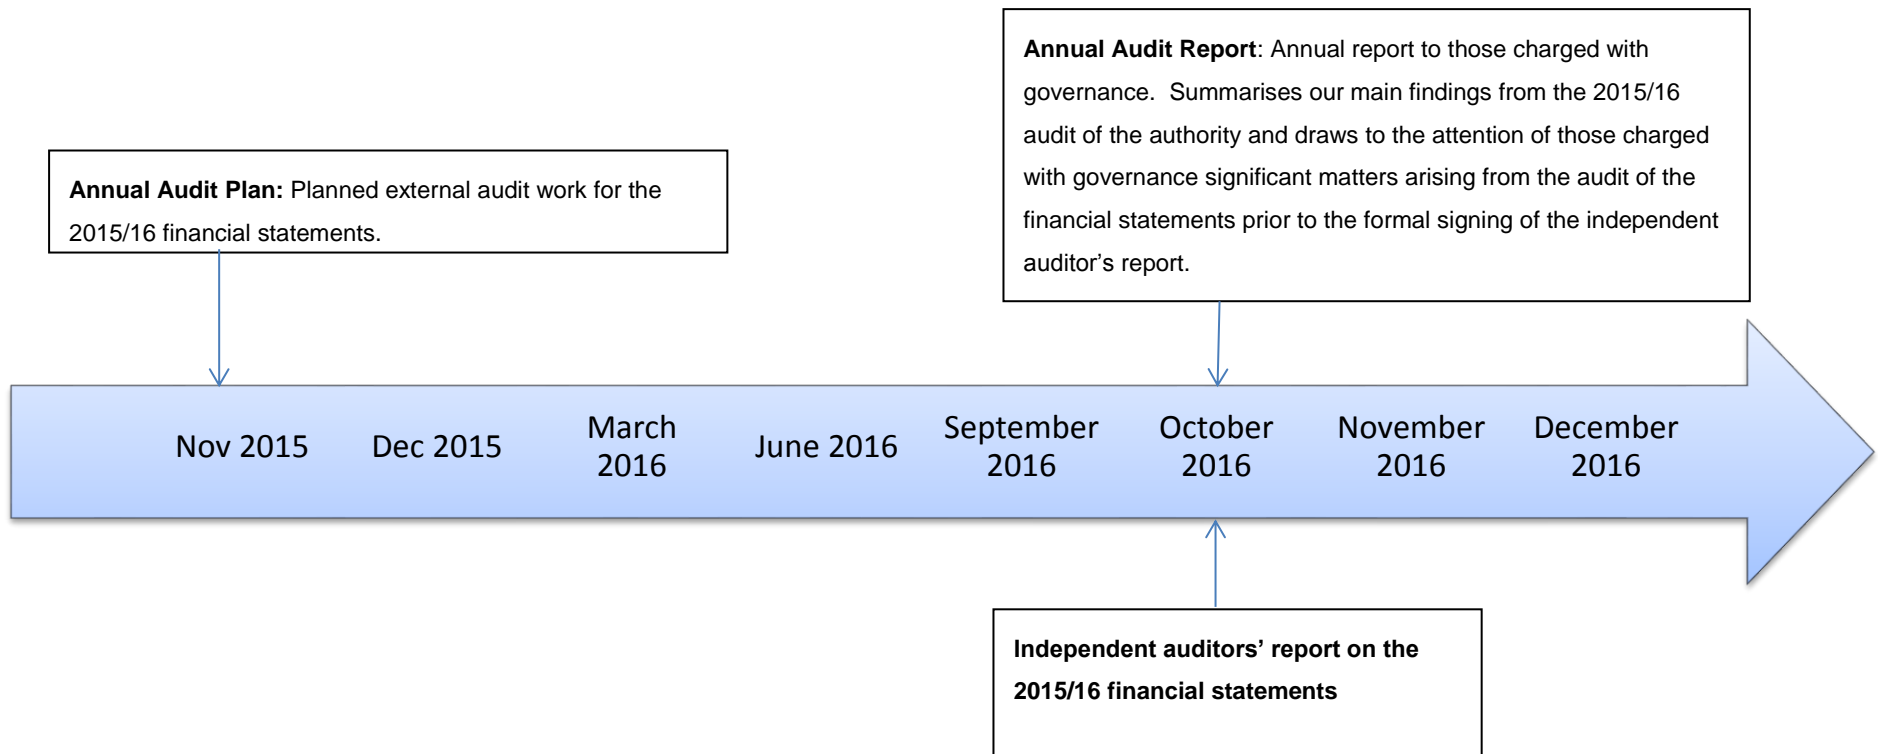 Annual Audit Report: Annual report to those charged with
governance.  Summarises our main findings from the 2015/16
audit of the authority and draws to the attention of those charged
with governance significant matters arising from the audit of the
financial statements prior to the formal signing of the independent
auditor’s report.
Annual Audit Plan: Planned external audit work for the
2015/16 financial statements.
Nov 2015
Dec 2015
March
2016
June 2016
September
2016
October
2016
November
2016
December
2016
Independent auditors’ report on the
2015/16 financial statements